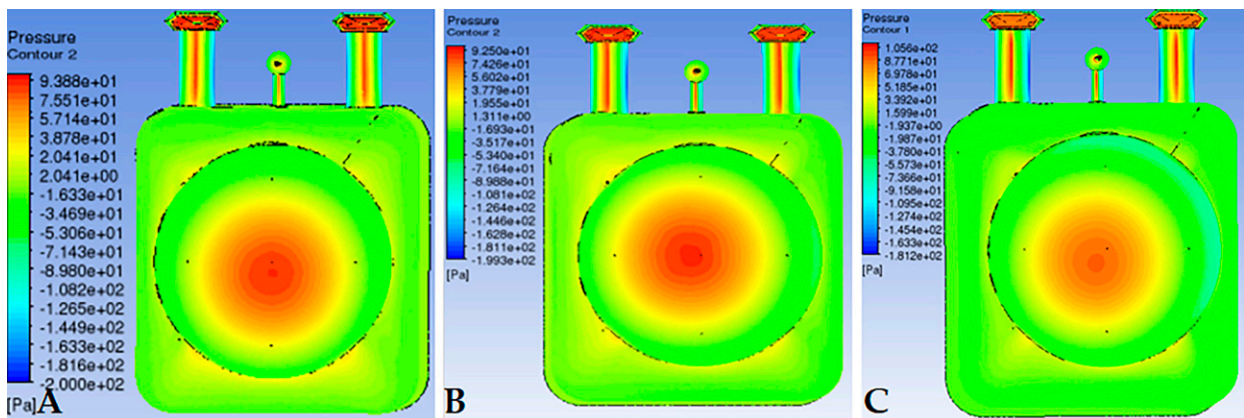 Pressure
Contour 2
9.388e+01
7.551e+01
5.714e+01
3.878e+01
2.041e+01
2.041e+00
-1.633e+01
-3.469e+01
-5.306e+01
-7.143e+01
-8.980e+01
-1.082e+02
-1.265e+02
-1.449e+02
-1.633e+02
-1.816e+02
-2.000e+02
[Pa]
A
Pressure
Contour 2
9.250e+01
7.426e+01
5.602e+01
3.779e+01
1.955e+01
1.311e+00
-1.693e+01
-3.517e+01
-5.340e+01
-7.164e+01
-8.988e+01
-1.081e+02
-1.264e+02
-1.446e+02
-1.628e+02
-1.811e+02
-1.993e+02
[Pa]
B
Pressure
Contour 1
1.056e+02
8.771e+01
6.978e+01
5.185e+01
3.392e+01
1.599e+01
-1.937e+00
-1.987e+01
-3.780e+01
-5.573e+01
-7.366e+01
-9.158e+01
-1.095e+02
-1.274e+02
-1.454e+02
-1.633e+02
-1.812e+02
[Pa]
C